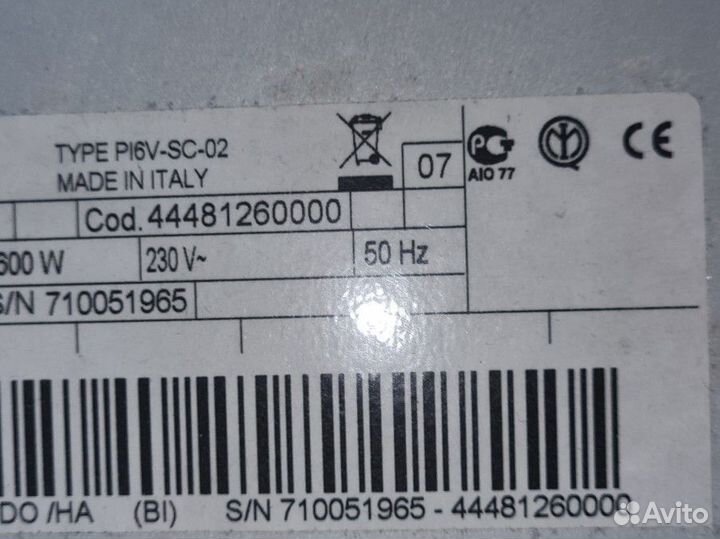 TYPE PI6V-SC-02
MADE IN ITALY
07
AIO 77
CE
Cod. 44481260000
600 W 230 V~ 50 Hz
S/N 710051965
DO /HA (BI) S/N 710051965 - 44481260000
Avito